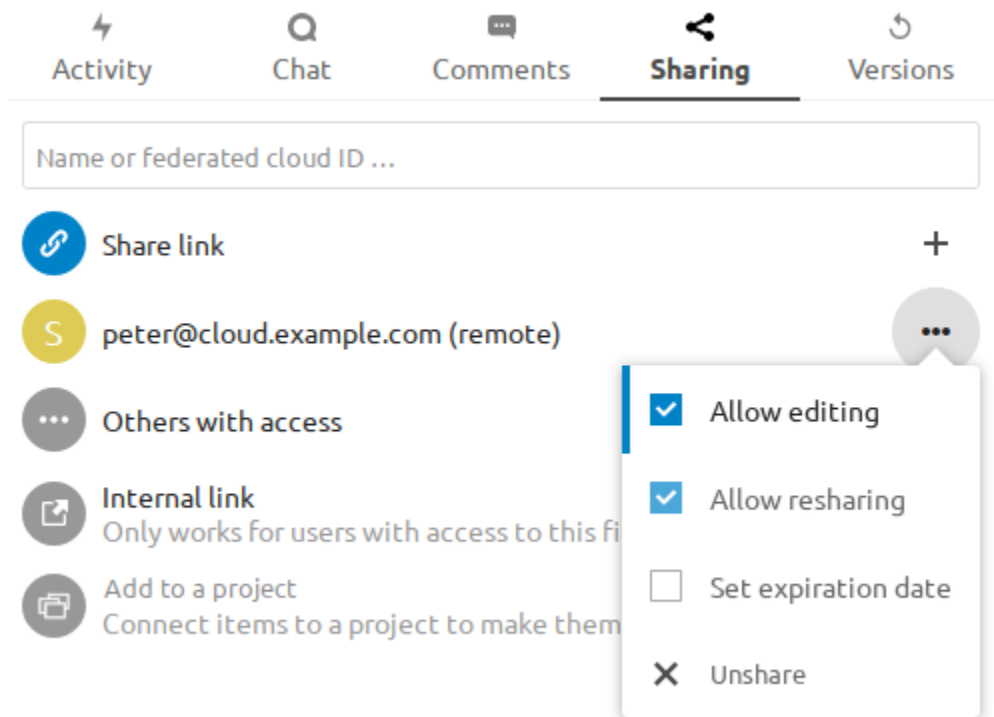 Activity Chat Comments Sharing Versions
Name or federated cloud ID ...
Share link
S peter@cloud.example.com (remote)
Others with access
Allow editing
Internal link
Only works for users with access to this fi
Allow resharing
Add to a project
Set expiration date
Connect items to a project to make them
Unshare